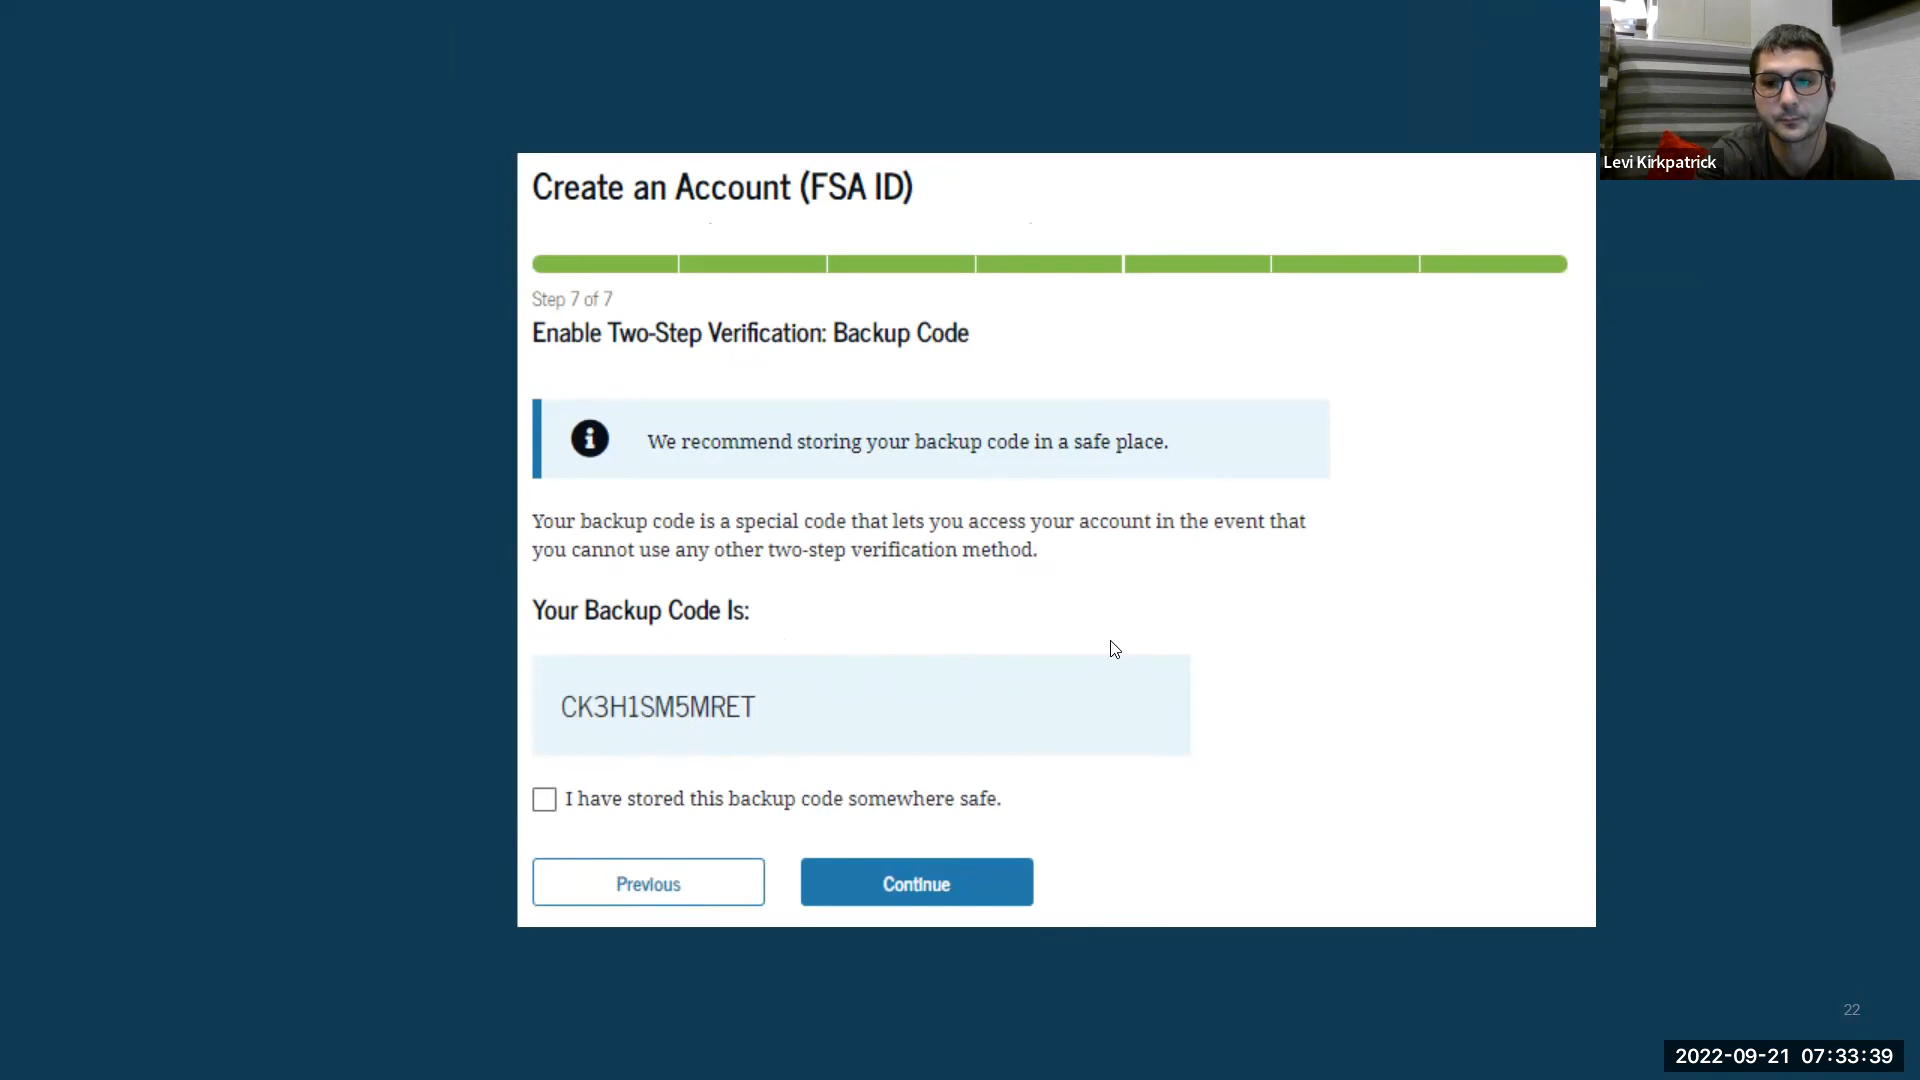 Levi Kirkpatrick
Create an Account (FSA ID)
Step 7 of 7
Enable Two-Step Verification: Backup Code
We recommend storing your backup code in a safe place.
Your backup code is a special code that lets you access your account in the event that
you cannot use any other two-step verification method.
Your Backup Code Is:
CK3H1SM5MRET
I have stored this backup code somewhere safe.
Previous
Continue
22
2022-09-21 07:33:39